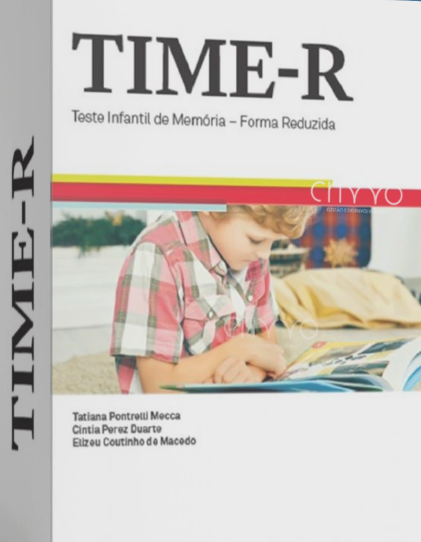 TIME-R
Teste Infantil de Memória – Forma Reduzida
TIME-R
Tatiana Pontrelli Mecca
Cintia Perez Duarte
Elizeu Coutinho de Macedo